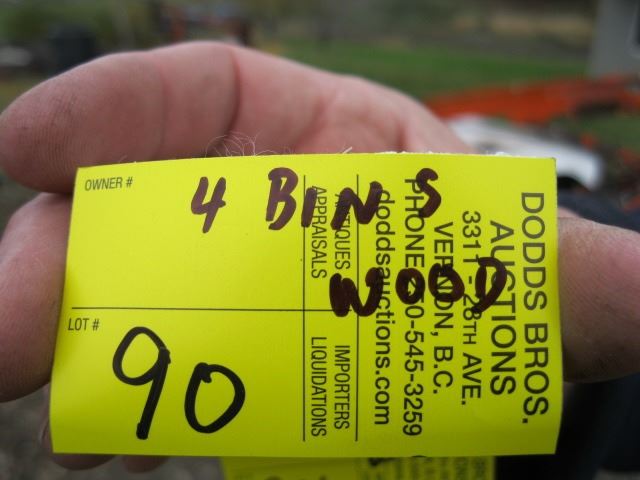 OWNER #
4 BINS
WOOD
LOT #
90
DODDS BROS.
AUCTIONS
3311 - 28TH AVE.
VERNON, B.C.
PHONE 250-545-3259
doddsauctions.com
ANTIQUES
APPRAISALS
IMPORTERS
LIQUIDATIONS